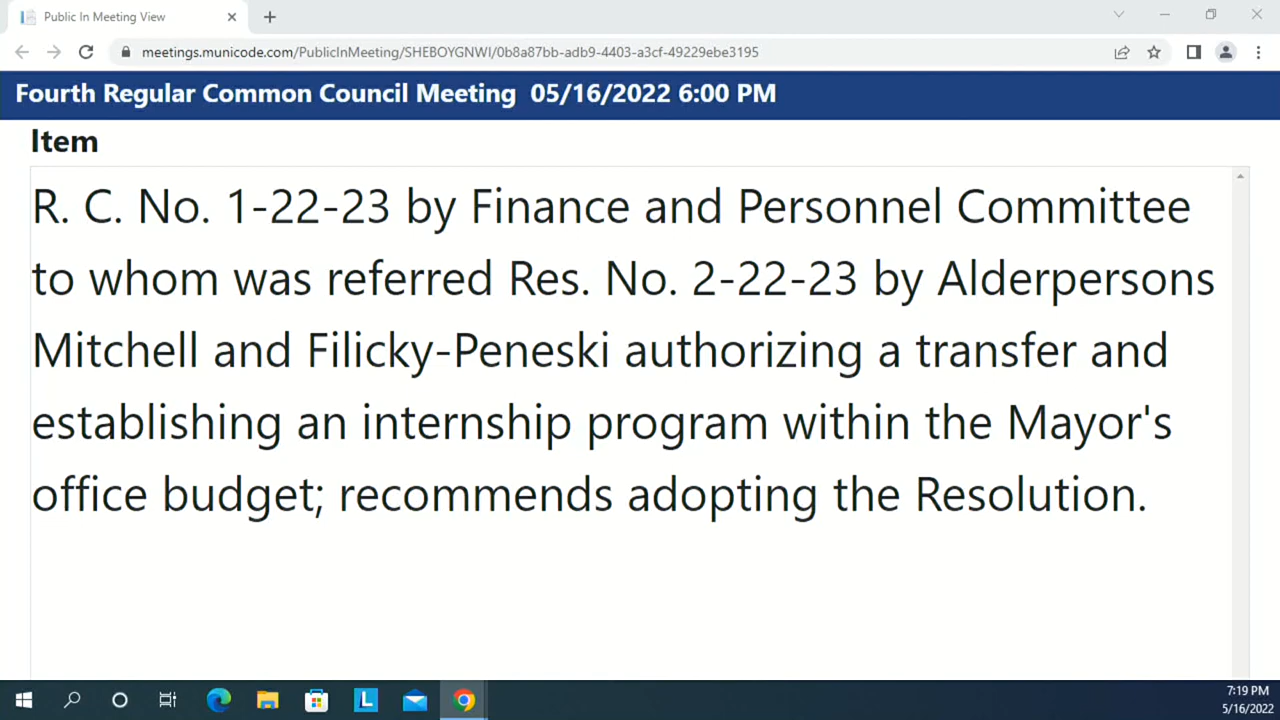 Public In Meeting View
meetings.municode.com/PublicInMeeting/SHEBOYGNWI/0b8a87bb-adb9-4403-a3cf-49229ebe3195
Fourth Regular Common Council Meeting 05/16/2022 6:00 PM
Item
R. C. No. 1-22-23 by Finance and Personnel Committee
to whom was referred Res. No. 2-22-23 by Alderpersons
Mitchell and Filicky-Peneski authorizing a transfer and
establishing an internship program within the Mayor's
office budget; recommends adopting the Resolution.
L
7:19 PM
5/16/2022